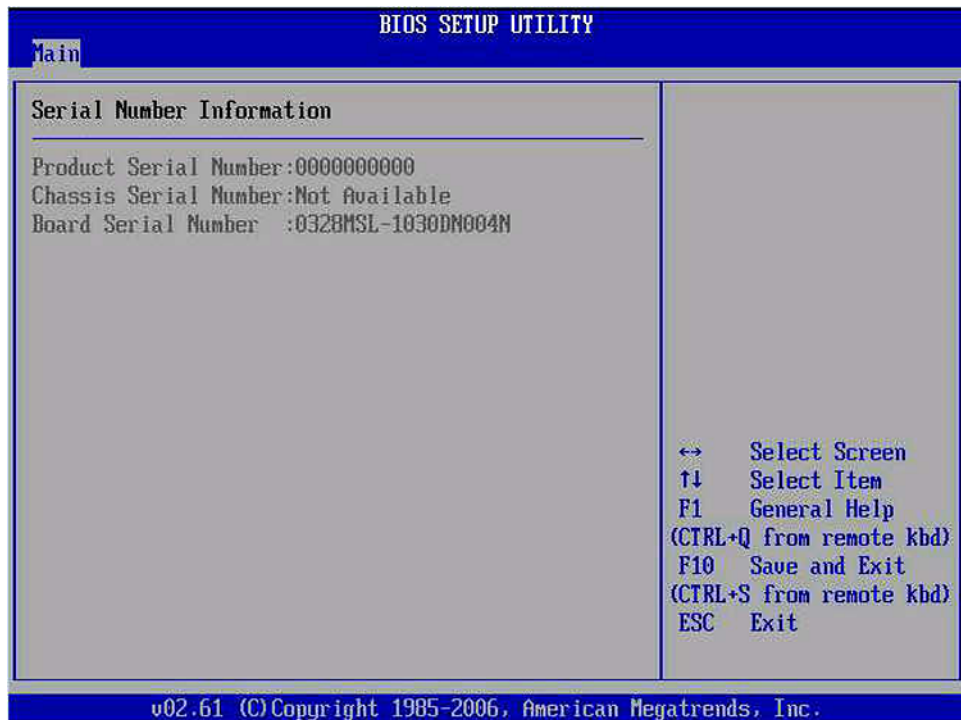 BIOS SETUP UTILITY
Main
Serial Number Information
Product Serial Number:0000000000
Chassis Serial Number:Not Available
Board Serial Number :0328MSL-1030DN004N
↔ Select Screen
↑↓ Select Item
F1 General Help
(CTRL+Q from remote kbd)
F10 Save and Exit
(CTRL+S from remote kbd)
ESC Exit
v02.61 (C)Copyright 1985-2006, American Megatrends, Inc.